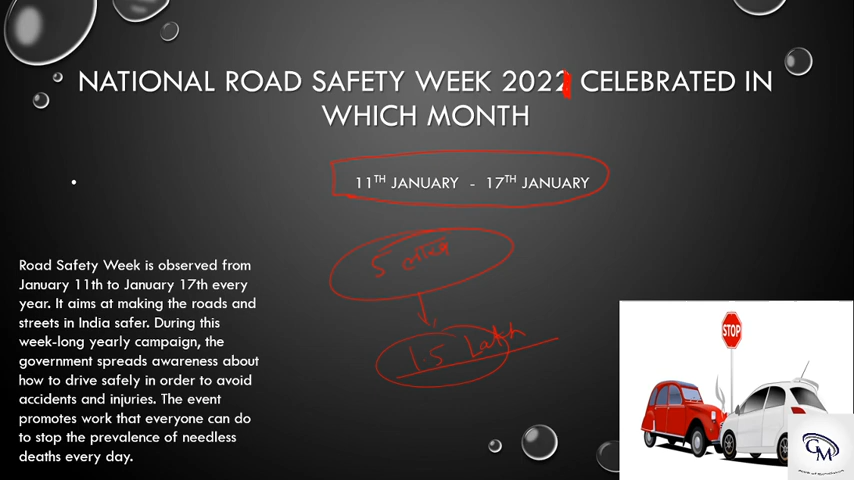 NATIONAL ROAD SAFETY WEEK 2022 CELEBRATED IN
WHICH MONTH
11TH JANUARY - 17TH JANUARY
5
1.5 Lakh
Road Safety Week is observed from
January 11th to January 17th every
year. It aims at making the roads and
streets in India safer. During this
week-long yearly campaign, the
government spreads awareness about
how to drive safely in order to avoid
accidents and injuries. The event
promotes work that everyone can do
to stop the prevalence of needless
deaths every day.
STOP
GM